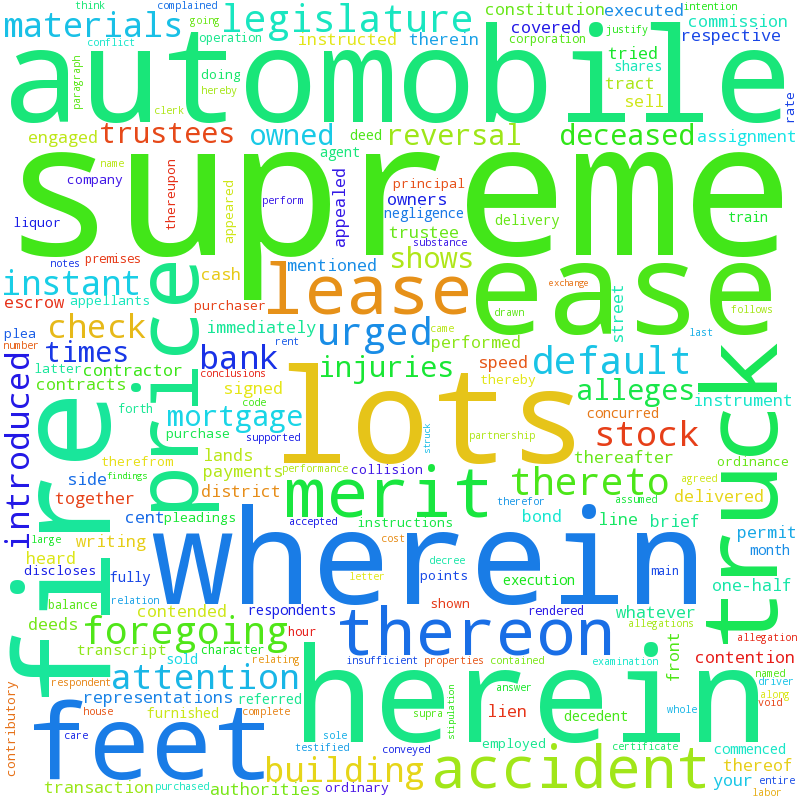 think
complained
going
constitution
executed
intention
materials
legislature
commission
conflict
operation
instructed
therein
corporation
covered
justify
respective
automobile
paragraph
doing
hereby
tried
shares
tract
sell
rate
clerk
engaged
trustees
owned
deed
reversal
deceased
assignment
agent
supreme
name
company
thereupon
appeared
perform
appealed
principal
owners
negligence
trustee
delivery
train
liquor
substance
notes
premises
price
cash
mentioned
shows
ease
instant
lease
exchange
escrow
appellants
purchaser
immediately
urged
came
performed
drawn
street
follows
plea
number
check
rent
last
latter
times
contractor
contracts
bank
conclusions
injuries
speed
thereby
default
truck
introduced
fire
forth
signed
code
lots
alleges
instrument
mortgage
concurred
purchase
supported
struck
partnership
stock
therefrom
findings
lands
payments
performance
collision
thereafter
ordinance
side
district
merit
thereto
agreed
together
therefor
assumed
delivered
large
cent
pleadings
accepted
instructions
bond
line
brief
permit
writing
wherein
cost
month
heard
decree
discloses
fully
letter
points
execution
main
one-half
balance
relation
contended
respondents
shown
rendered
whatever
deeds
foregoing
hour
thereon
allegations
allegation
transcript
character
front
contention
respondent
sold
relating
insufficient
properties
contained
herein
examination
named
driver
attention
contributory
representations
referred
answer
along
void
house
furnished
complete
supra
stipulation
lien
decedent
whole
feet
care
sole
testified
employed
commenced
building
conveyed
accident
certificate
your
thereof
transaction
purchased
authorities
ordinary
entire
labor